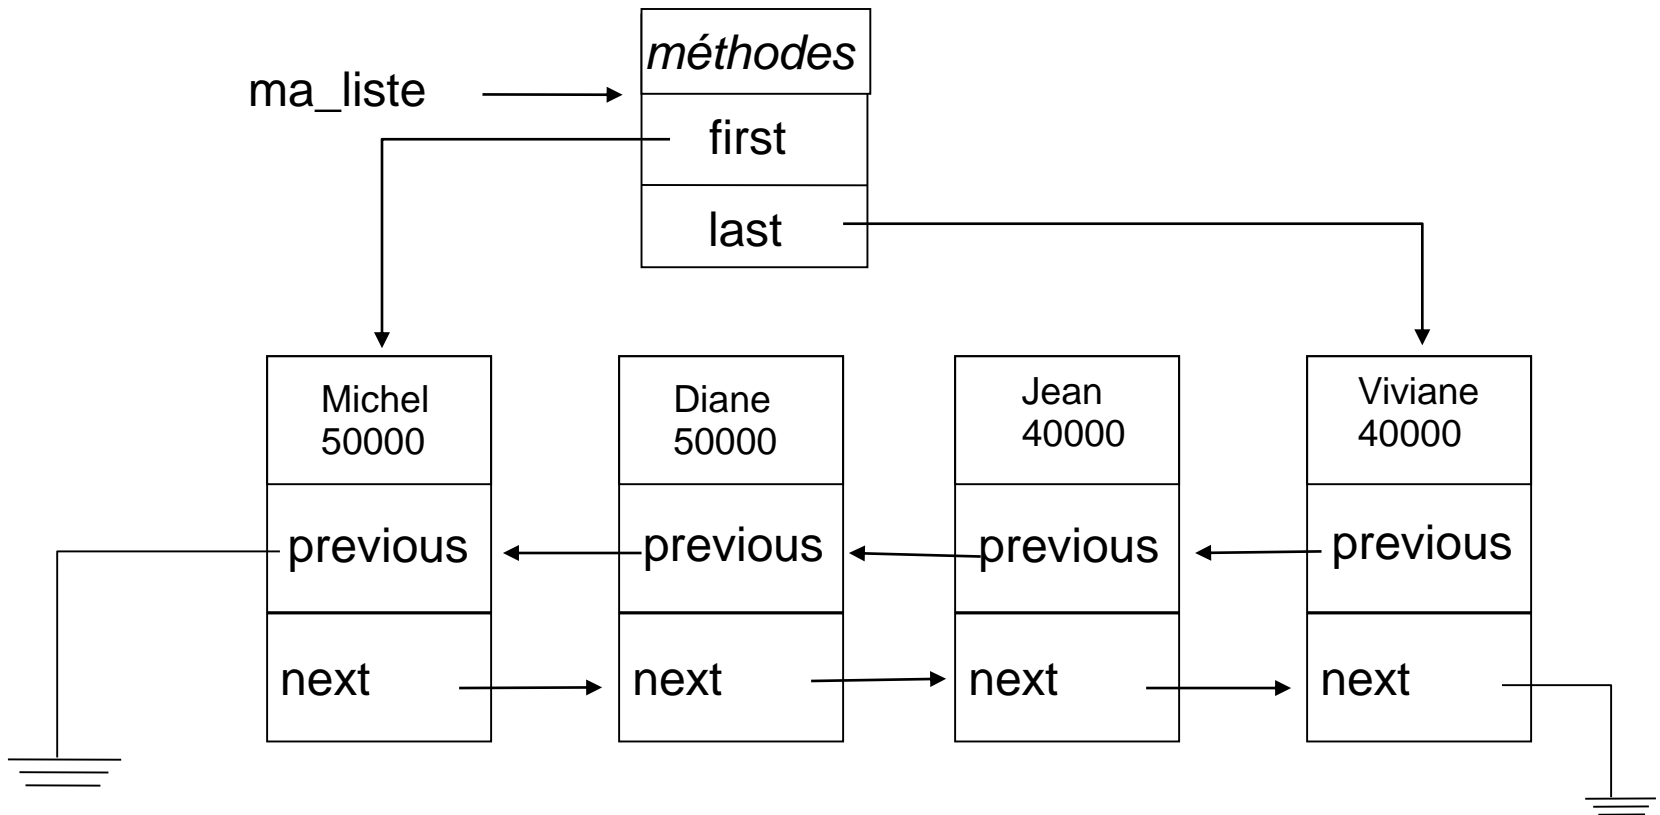 méthodes
ma_liste
first
last
Michel
50000
Diane
50000
Jean
40000
Viviane
40000
previous
previous
previous
previous
next
next
next
next